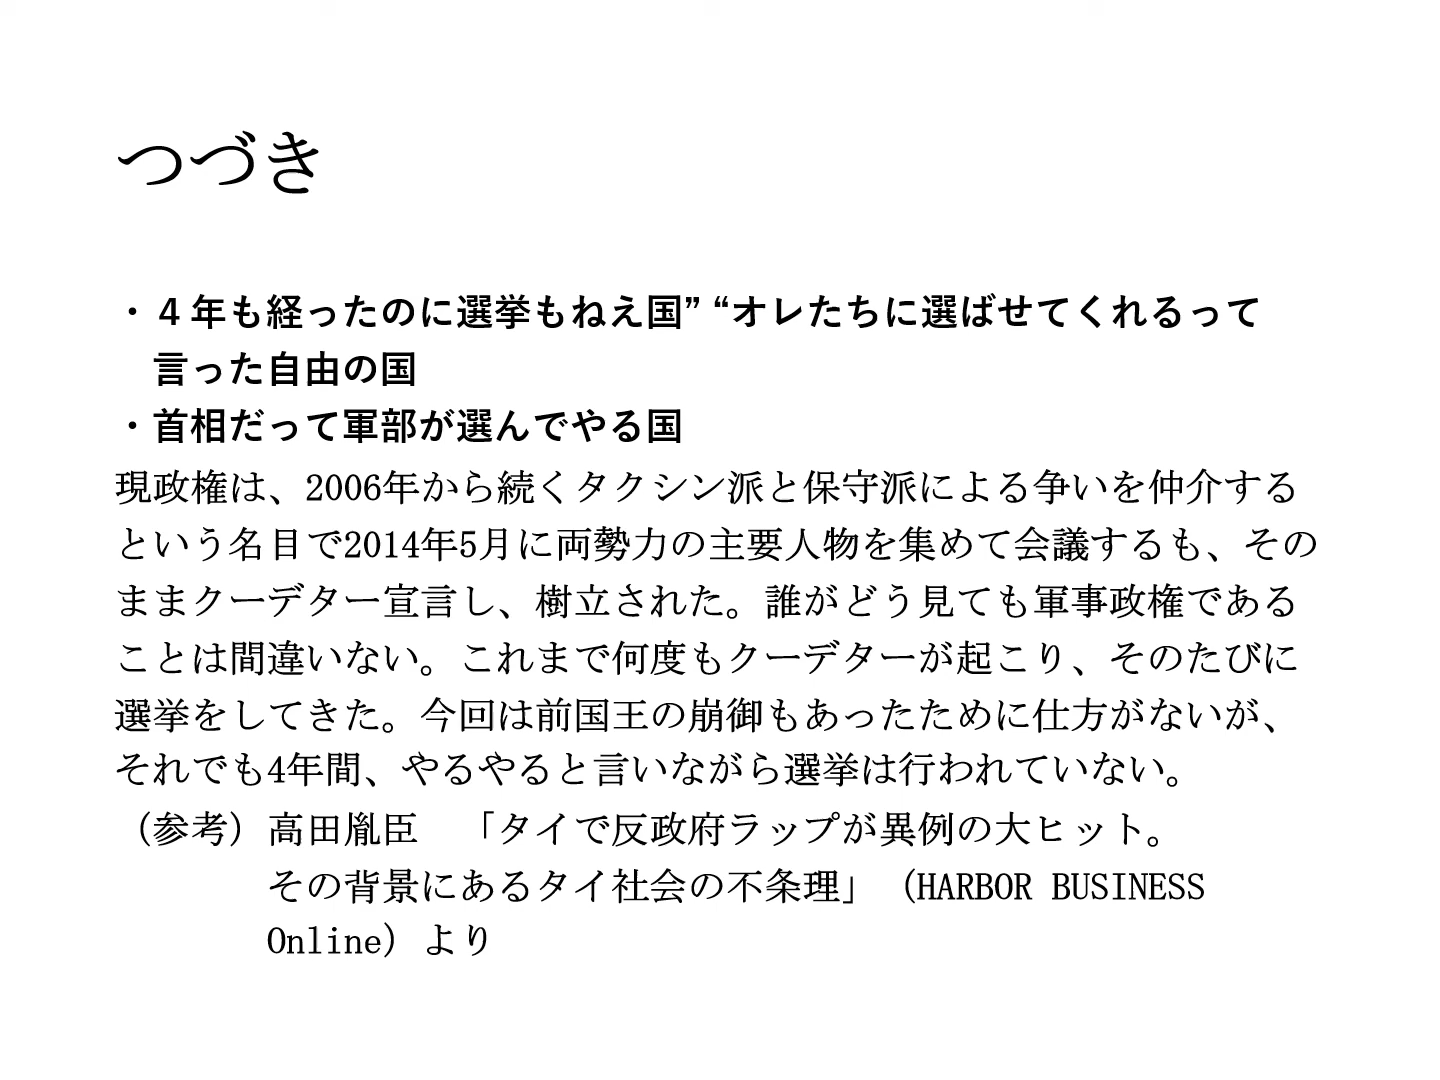 つづき
・４年も経ったのに選挙もねえ国” “オレたちに選ばせてくれるって
言った自由の国
・首相だって軍部が選んでやる国
現政権は、2006年から続くタクシン派と保守派による争いを仲介する
という名目で2014年5月に両勢力の主要人物を集めて会議するも、その
ままクーデター宣言し、樹立された。誰がどう見ても軍事政権である
ことは間違いない。これまで何度もクーデターが起こり、そのたびに
選挙をしてきた。今回は前国王の崩御もあったために仕方がないが、
それでも4年間、やるやると言いながら選挙は行われていない。
（参考）高田胤臣　「タイで反政府ラップが異例の大ヒット。
その背景にあるタイ社会の不条理」（HARBOR BUSINESS
Online）より